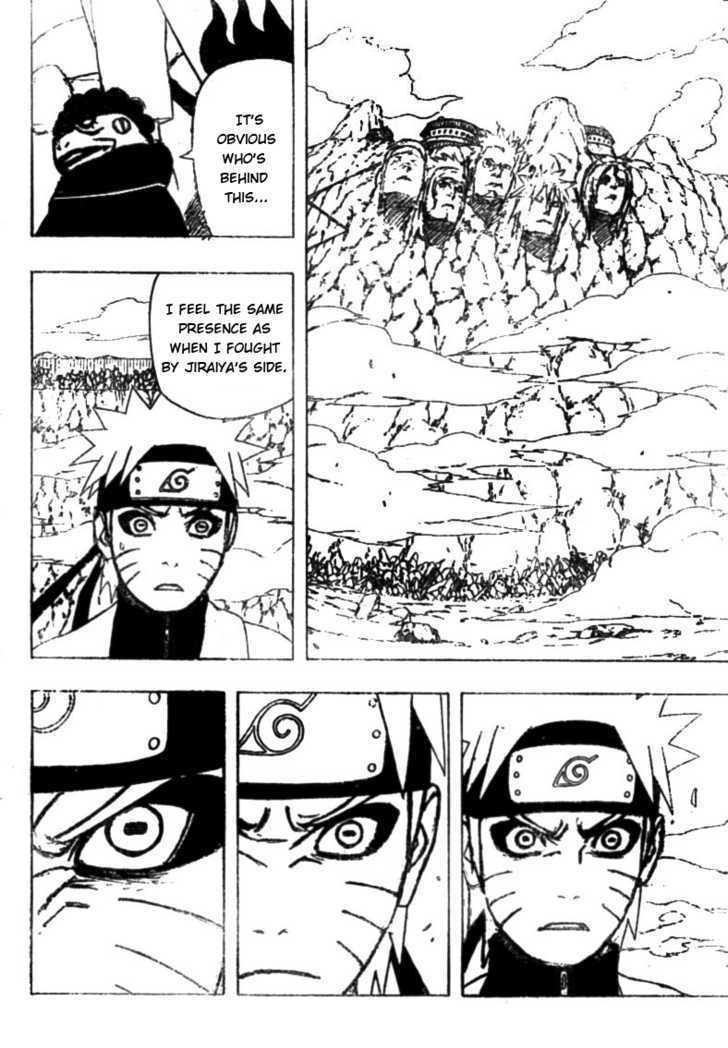 IT'S
OBVIOUS
WHO'S
BEHIND
THIS...
I FEEL THE SAME
PRESENCE AS
WHEN I FOUGHT
BY JIRAIYA'S SIDE.